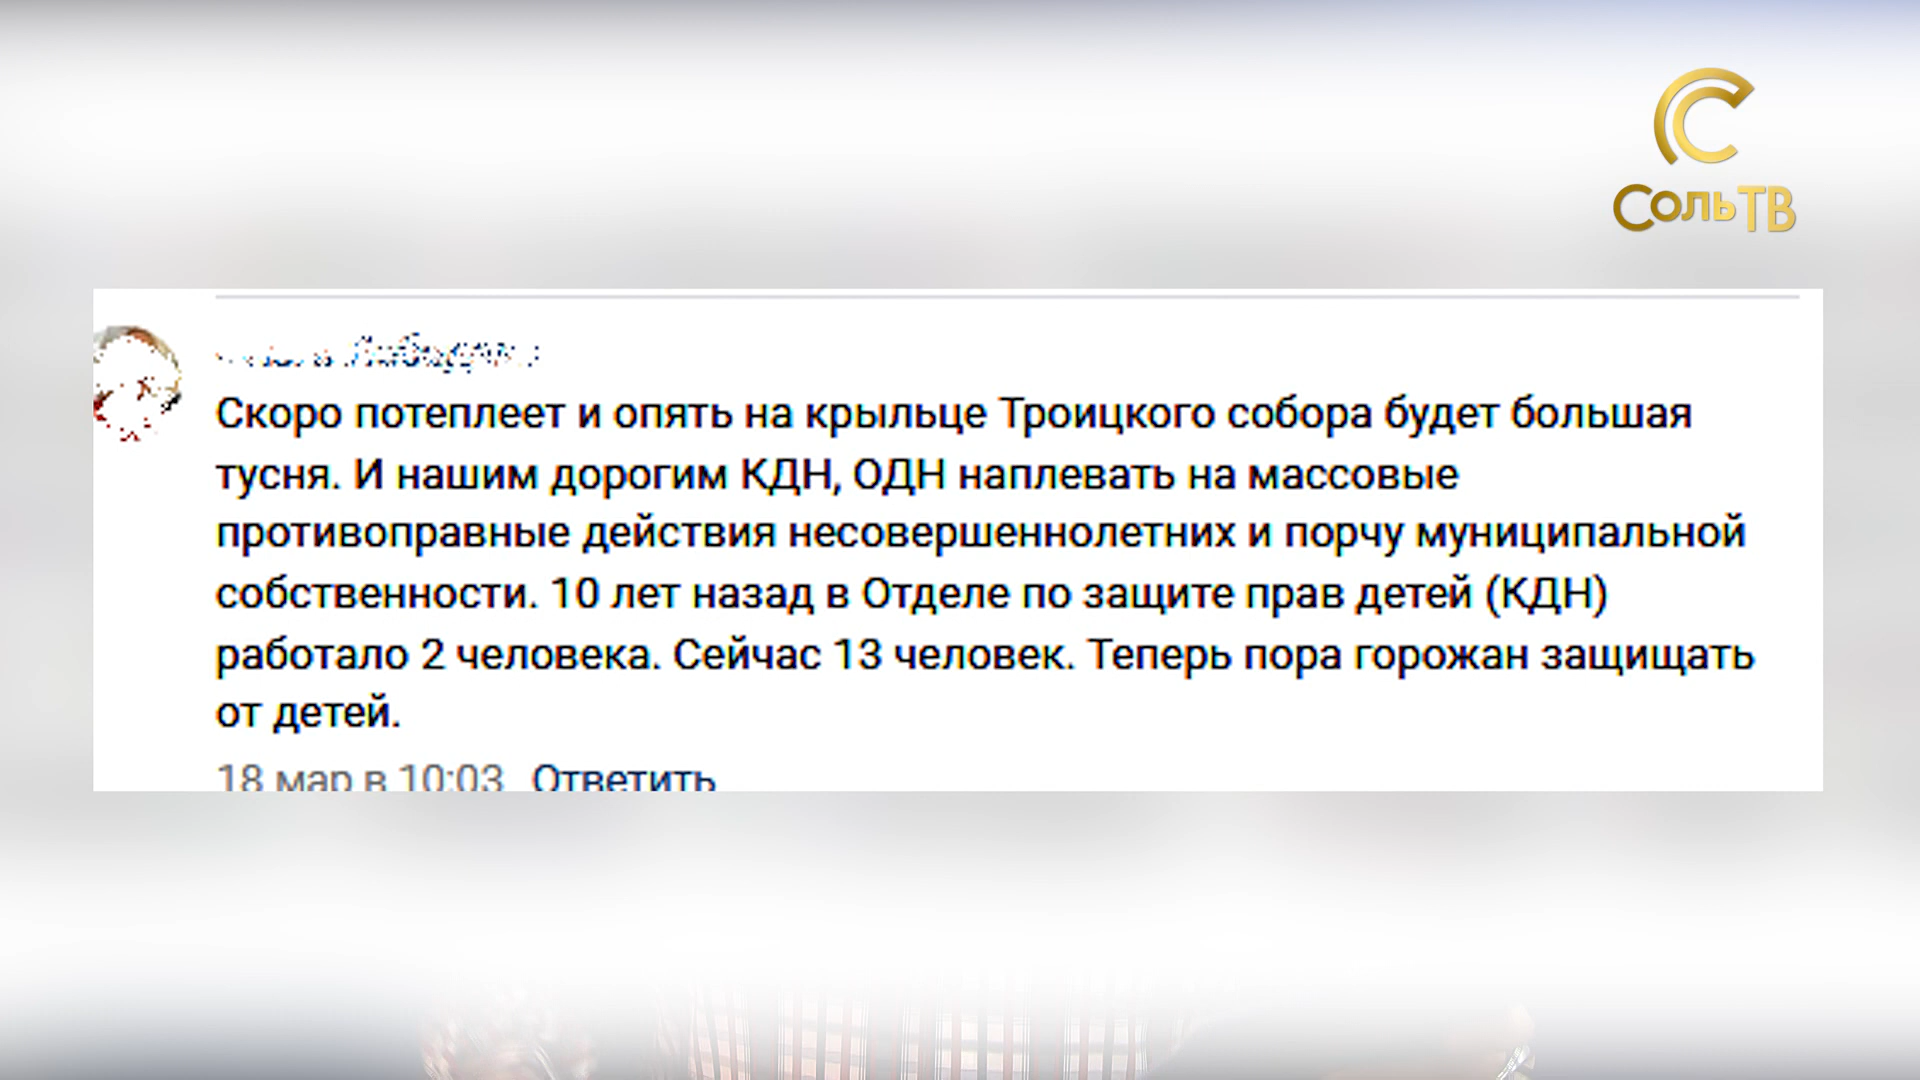 СольТВ
Скоро потеплеет и опять на крыльце Троицкого собора будет большая
тусня. И нашим дорогим КДН, ОДН наплевать на массовые
противоправные действия несовершеннолетних и порчу муниципальной
собственности. 10 лет назад в Отделе по защите прав детей (КДН)
работало 2 человека. Сейчас 13 человек. Теперь пора горожан защищать
от детей.
18 мар в 10:03 Ответить